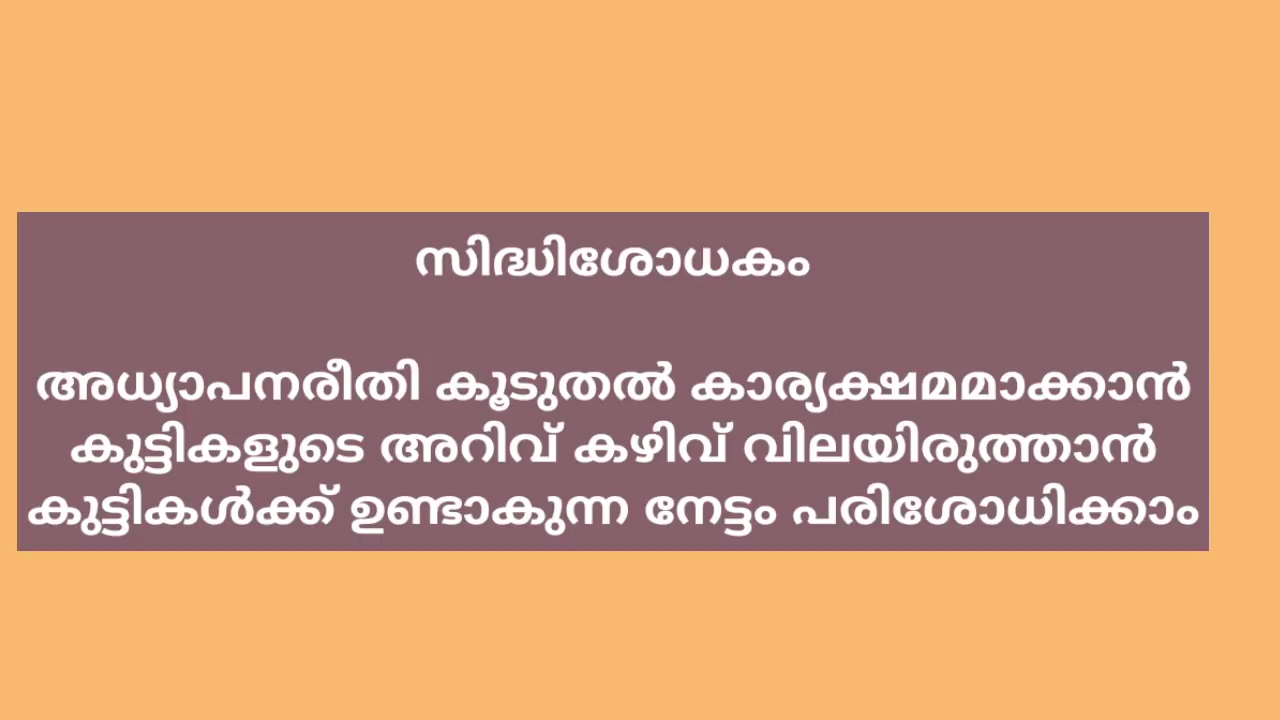 സിദ്ധിശോധകം
അധ്യാപനരീതി കൂടുതൽ കാര്യക്ഷമമാക്കാൻ
കുട്ടികളുടെ അറിവ് കഴിവ് വിലയിരുത്താൻ
കുട്ടികൾക്ക് ഉണ്ടാകുന്ന നേട്ടം പരിശോധിക്കാം